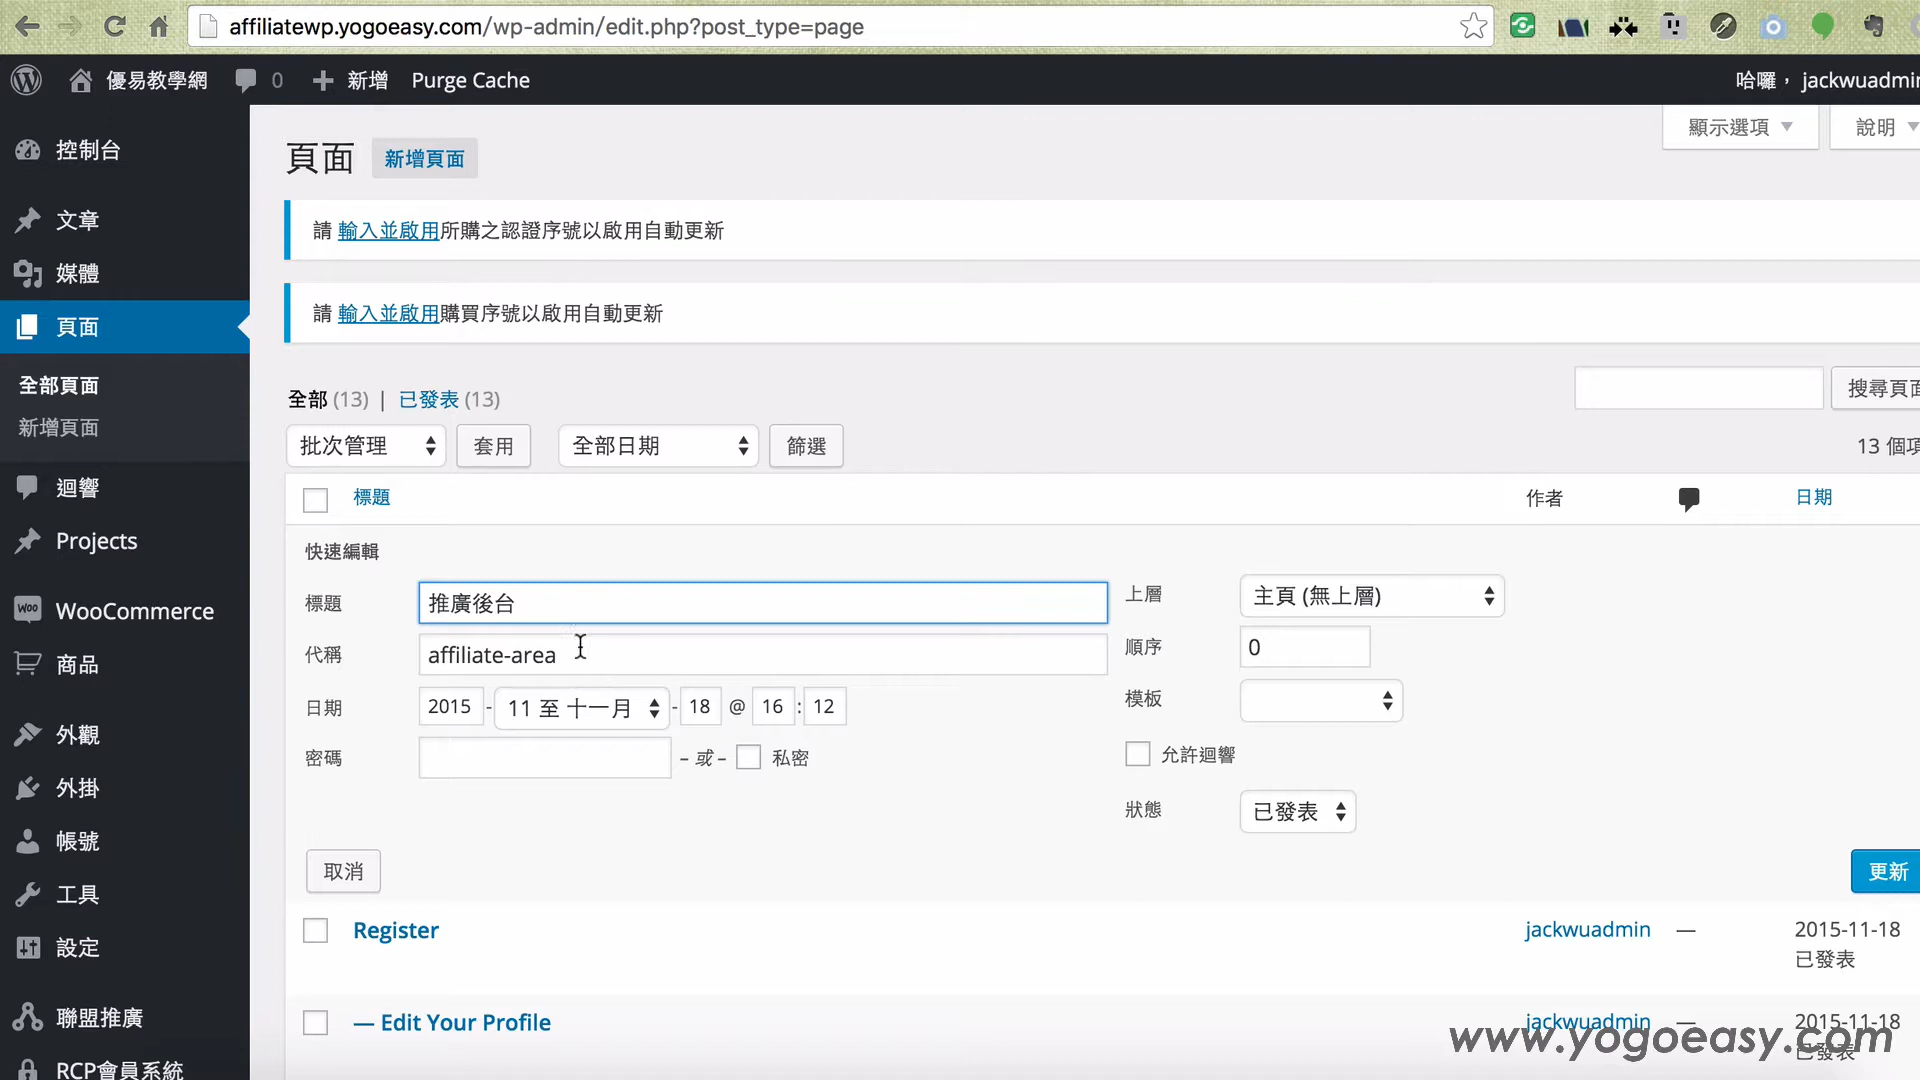 affiliatewp.yogoeasy.com/wp-admin/edit.php?post_type=page
優易教學網 0 新增 Purge Cache 哈囉, jackwuadmin
顯示選項 說明
控制台
文章
媒體
頁面
全部頁面
新增頁面
迴響
Projects
WooCommerce
商品
外觀
外掛
帳號
工具
設定
聯盟推廣
RCP會員系統
頁面 新增頁面
請 輸入並啟用所購之認證序號以啟用自動更新
請 輸入並啟用購買序號以啟用自動更新
全部 (13) | 已發表 (13)
搜尋頁面
批次管理 套用 全部日期 篩選
13 個項
標題 作者 日期
快速編輯
標題 推廣後台
代稱 affiliate-area
日期 2015 - 11 至 十一月 - 18 @ 16 : 12
密碼 – 或 – 私密
上層 主頁 (無上層)
順序 0
模板
允許迴響
狀態 已發表
取消 更新
Register jackwuadmin — 2015-11-18
已發表
— Edit Your Profile jackwuadmin — 2015-11-18
已發表
www.yogoeasy.com